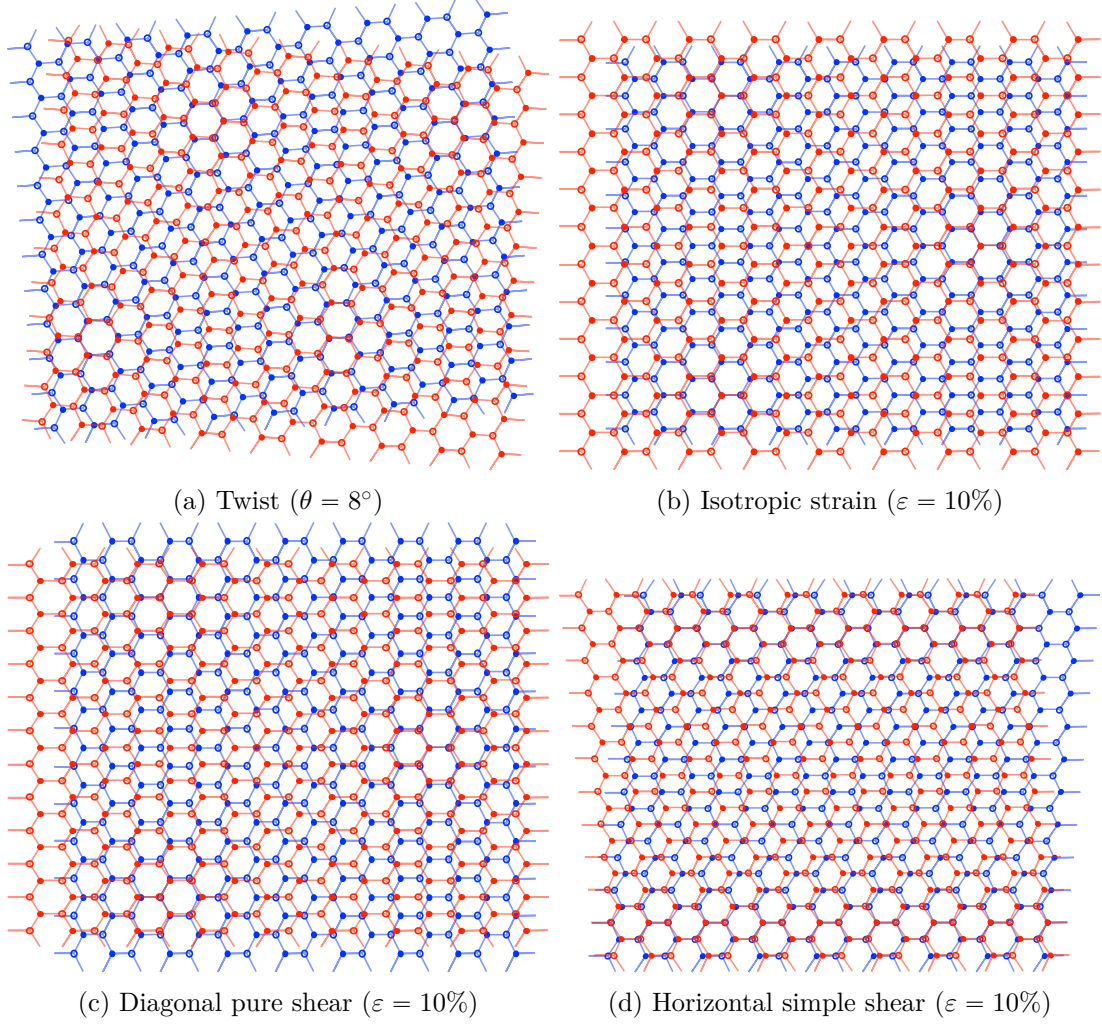 (a) Twist (θ = 8°)
(b) Isotropic strain (ε = 10%)
(c) Diagonal pure shear (ε = 10%)
(d) Horizontal simple shear (ε = 10%)